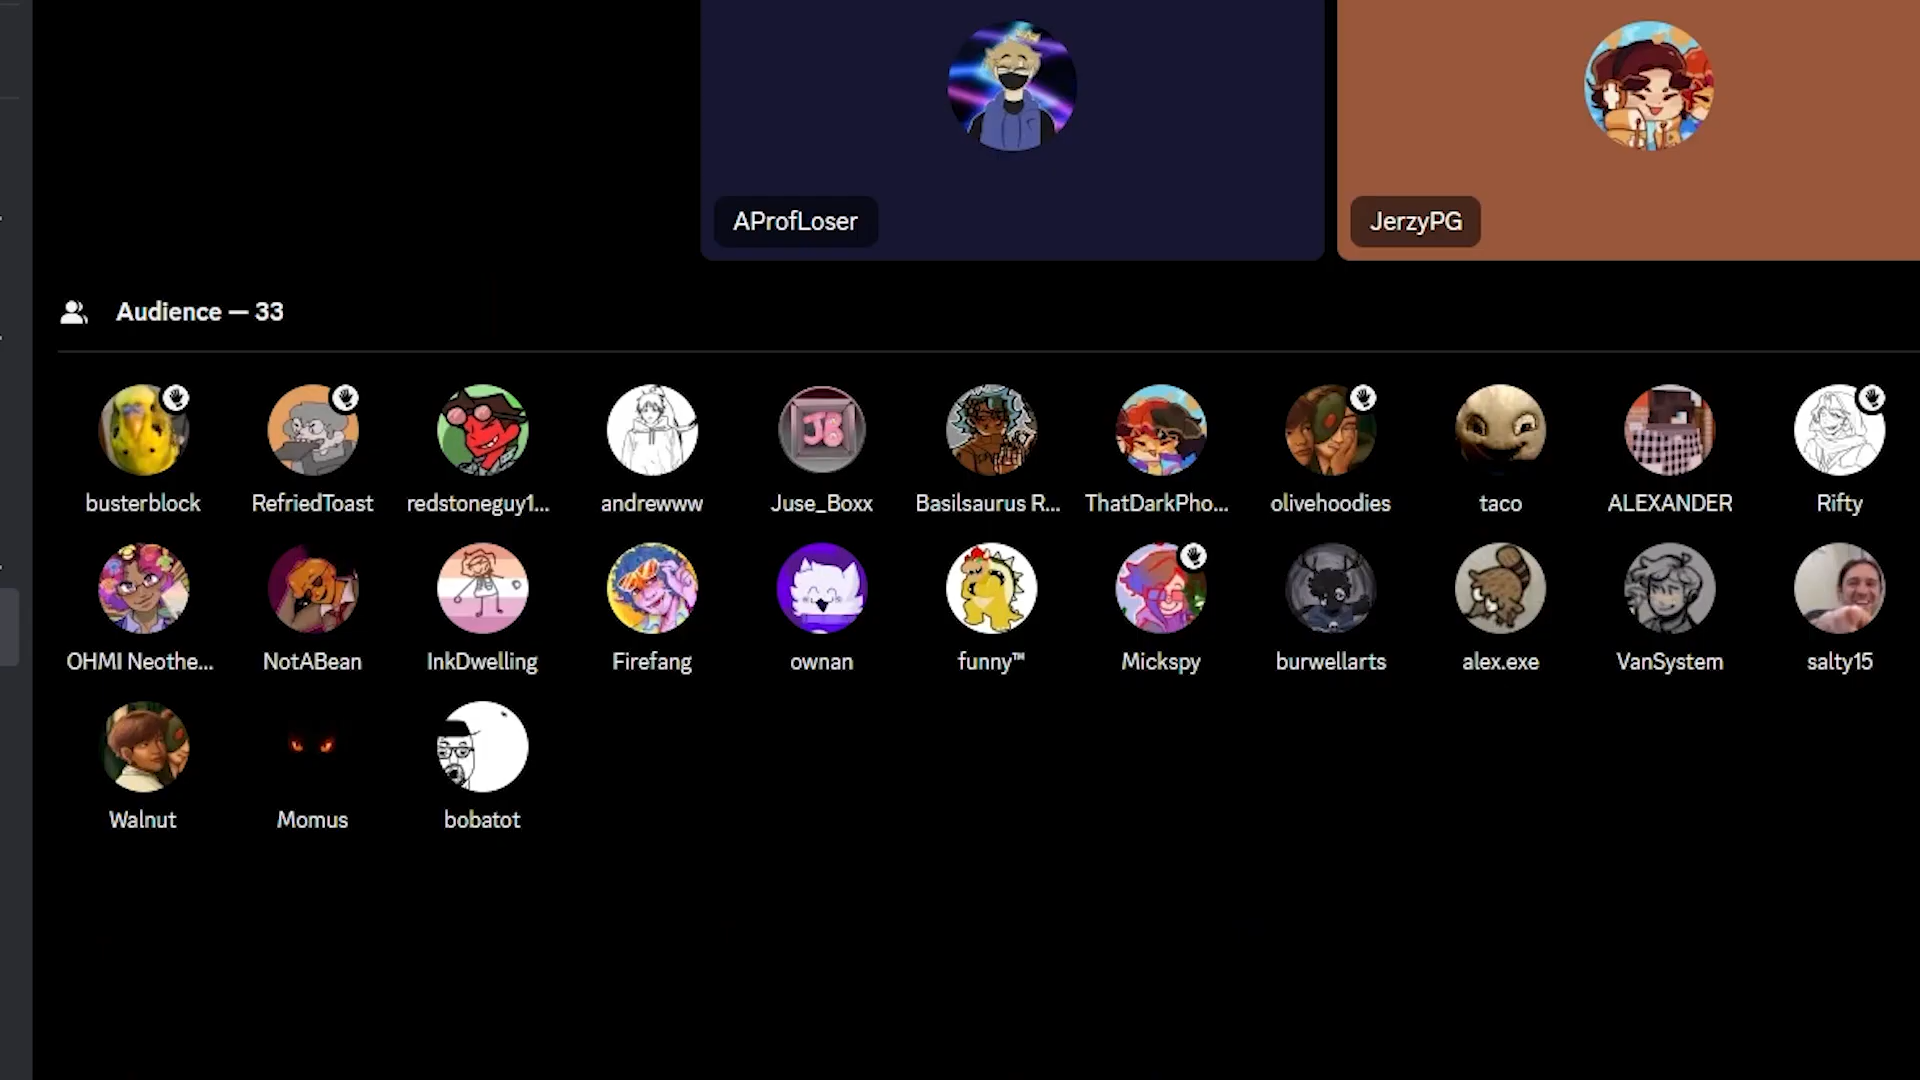 AProfLoser
JerzyPG
Audience — 33
busterblock
RefriedToast
redstoneguy1...
andrewww
JB
Juse_Boxx
Basilsaurus R...
ThatDarkPho...
olivehoodies
taco
ALEXANDER
Rifty
OHMI Neothe...
NotABean
InkDwelling
Firefang
ownan
funny™
Mickspy
burwellarts
alex.exe
VanSystem
salty15
Walnut
Momus
bobatot